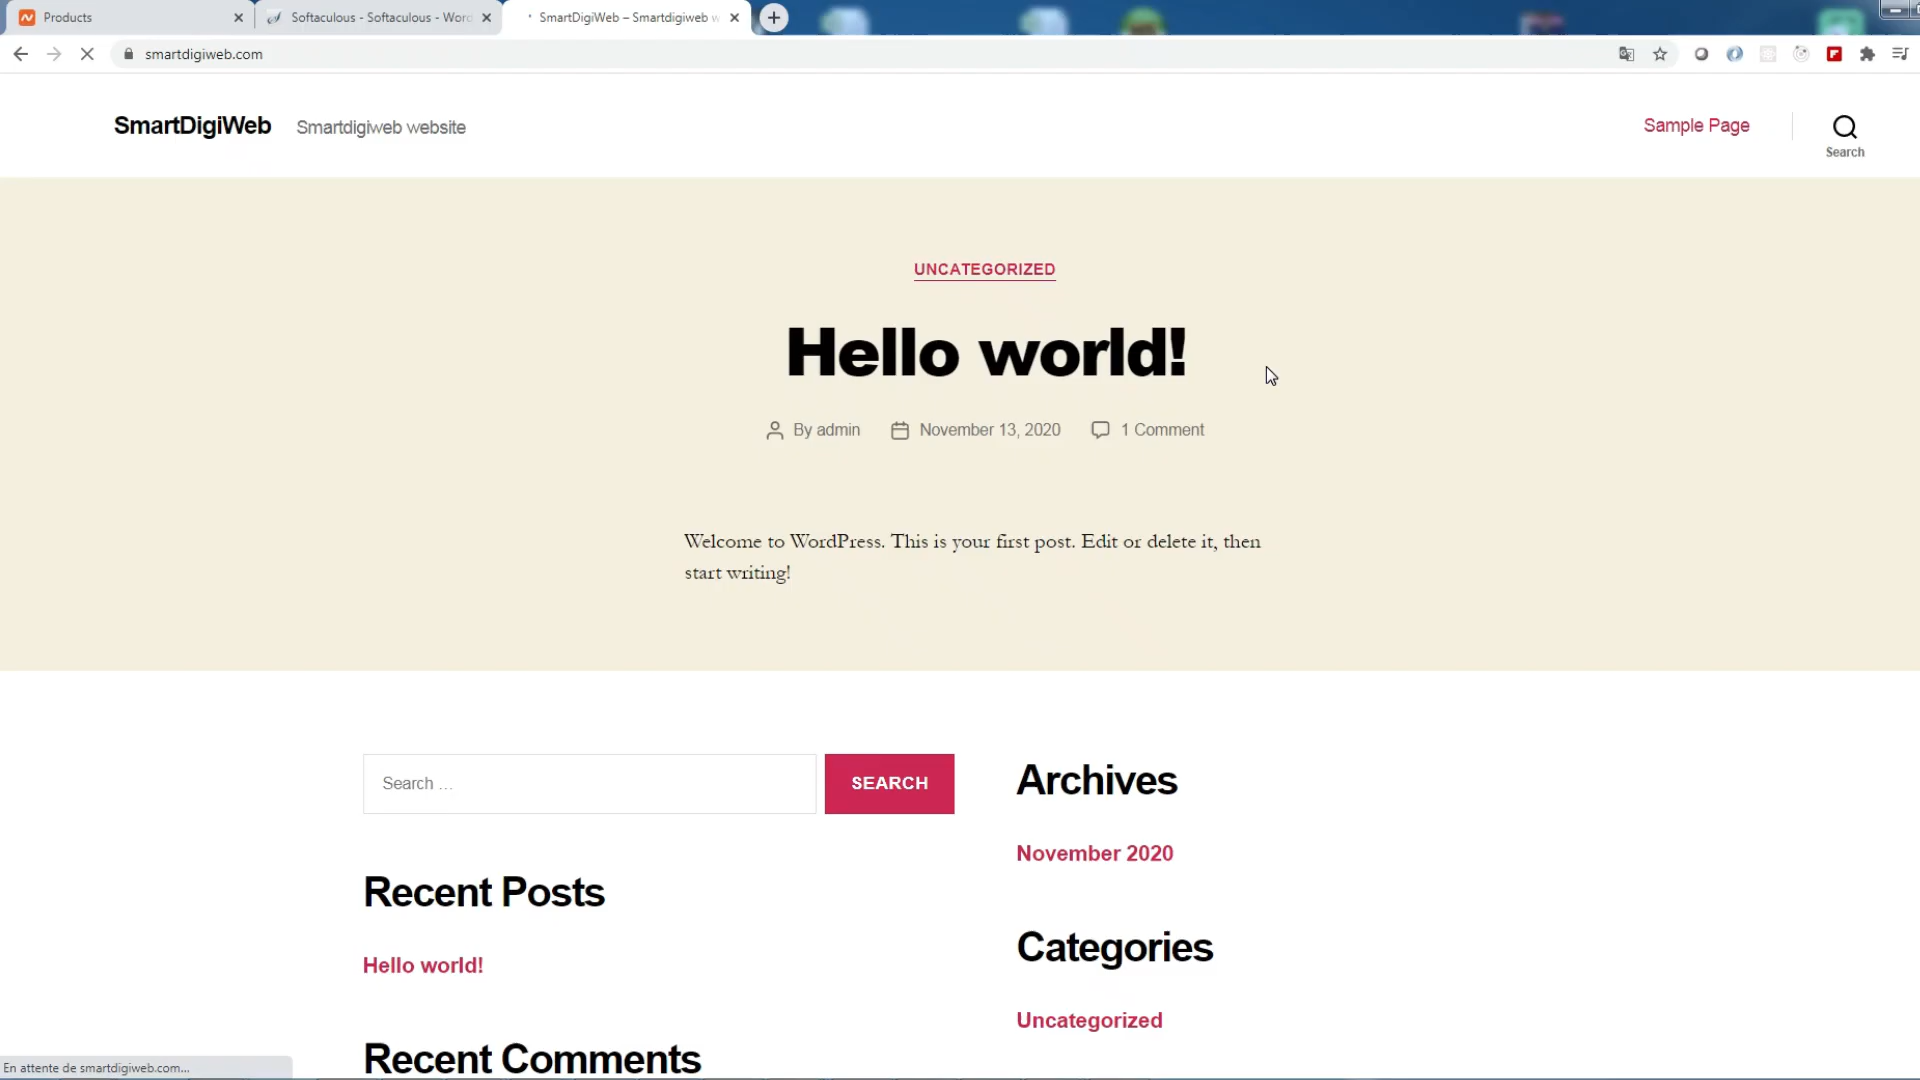 Products
Softaculous - Softaculous - Word
SmartDigiWeb – Smartdigiweb w
smartdigiweb.com
SmartDigiWeb
Smartdigiweb website
Sample Page
Search
UNCATEGORIZED
Hello world!
By admin
November 13, 2020
1 Comment
Welcome to WordPress. This is your first post. Edit or delete it, then
start writing!
Search …
SEARCH
Recent Posts
Hello world!
Recent Comments
Archives
November 2020
Categories
Uncategorized
En attente de smartdigiweb.com...